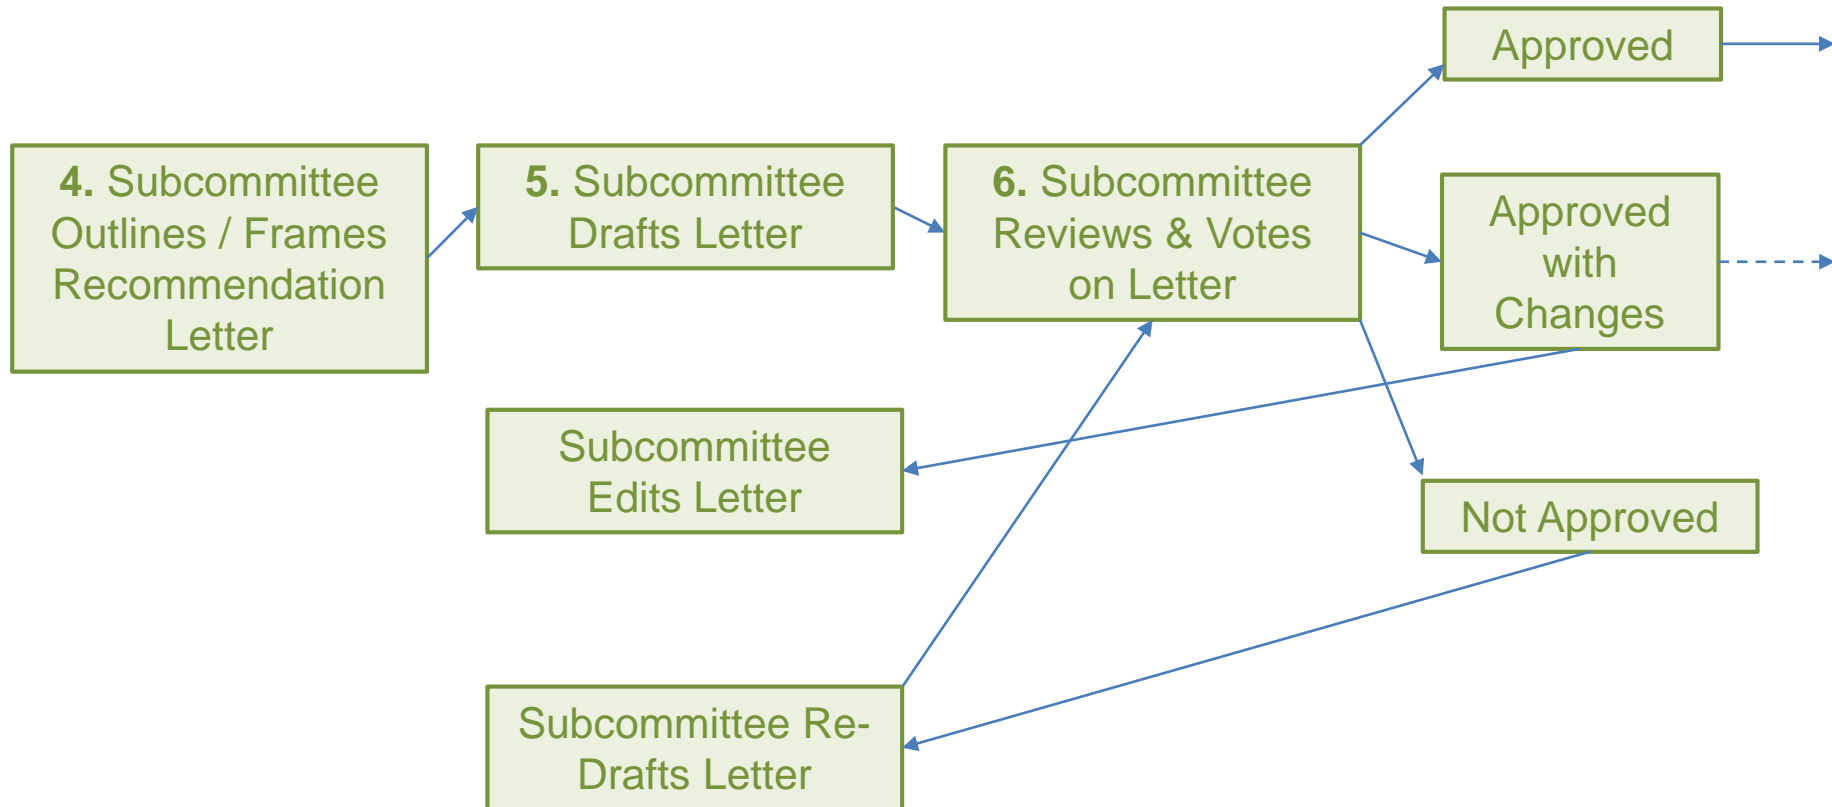 Approved
4. Subcommittee
Outlines / Frames
Recommendation
Letter
5. Subcommittee
Drafts Letter
6. Subcommittee
Reviews & Votes
on Letter
Approved
with
Changes
Subcommittee
Edits Letter
Not Approved
Subcommittee Re-
Drafts Letter